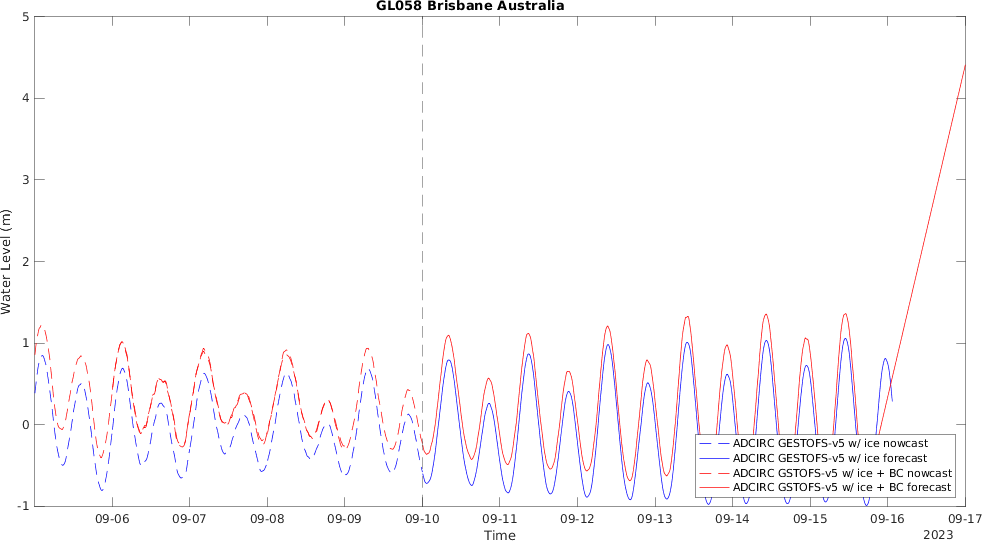 GL058 Brisbane Australia
Water Level (m)
5
4
3
2
1
0
-1
ADCIRC GESTOFS-v5 w/ ice nowcast
ADCIRC GESTOFS-v5 w/ ice forecast
ADCIRC GSTOFS-v5 w/ ice + BC nowcast
ADCIRC GSTOFS-v5 w/ ice + BC forecast
09-06 09-07 09-08 09-09 09-10 09-11 09-12 09-13 09-14 09-15 09-16 09-17
Time
2023